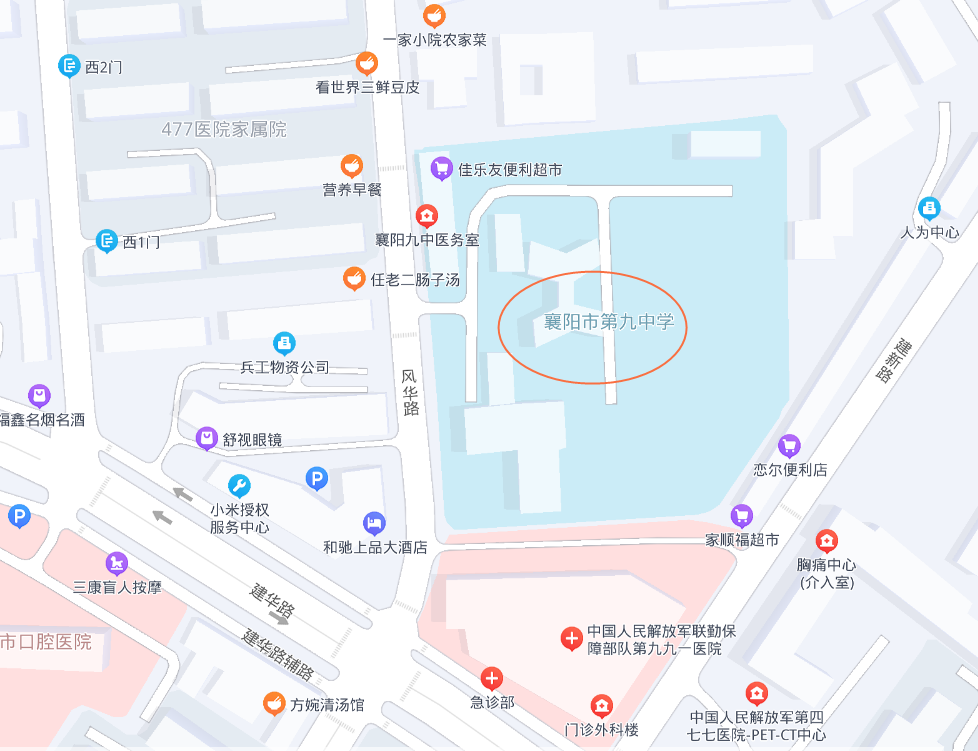 一家小院农家菜
西2门
看世界三鲜豆皮
477医院家属院
佳乐友便利超市
营养早餐
人为中心
襄阳九中医务室
西1门
任老二肠子汤
襄阳市第九中学
兵工物资公司
建新路
风华路
福鑫名烟名酒
舒视眼镜
恋尔便利店
P
小米授权
服务中心
P
和驰上品大酒店
家顺福超市
胸痛中心
(介入室)
三康盲人按摩
建华路
建华路辅路
市口腔医院
中国人民解放军联勤保
障部队第九九一医院
急诊部
方婉清汤馆
门诊外科楼
中国人民解放军第四
七七医院-PET-CT中心